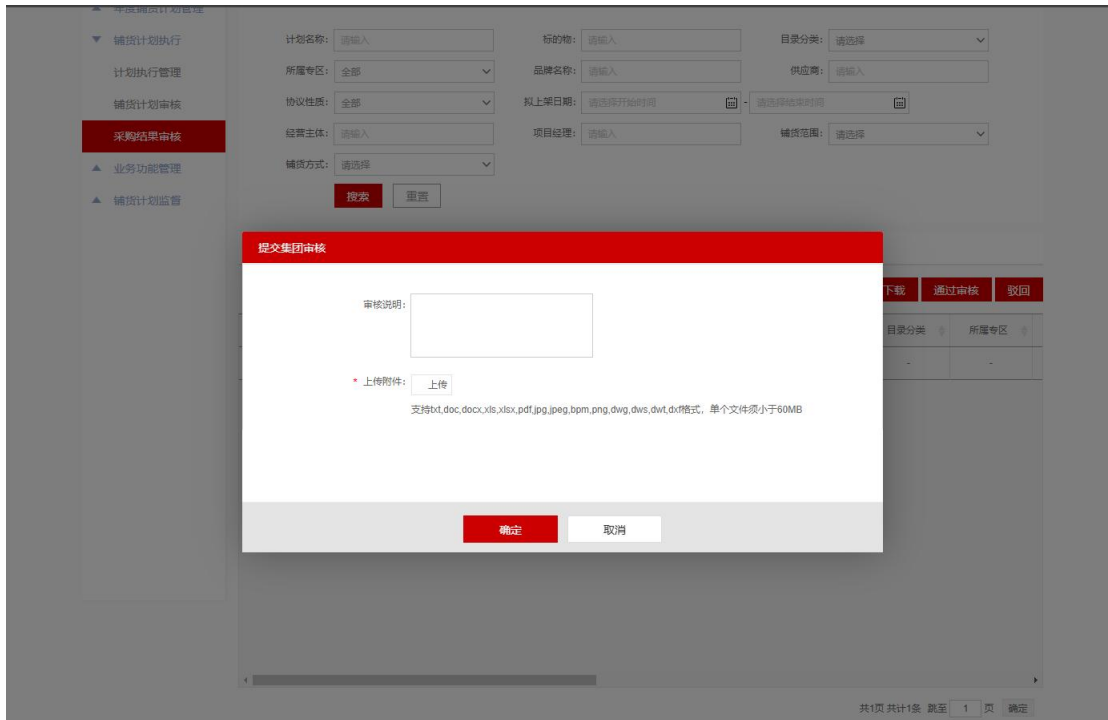 年度铺货计划管理
铺货计划执行
计划执行管理
铺货计划审核
采购结果审核
业务功能管理
铺货计划监督
计划名称: 请输入 标的物: 请输入 目录分类: 请选择
所属专区: 全部 品牌名称: 请输入 供应商: 请输入
协议性质: 全部 拟上架日期: 请选择开始时间 - 请选择结束时间
经营主体: 请输入 项目经理: 请输入 铺货范围: 请选择
铺货方式: 请选择
搜索 重置
提交集团审核
下载 通过审核 驳回
审核说明:
目录分类 所属专区
- -
* 上传附件: 上传
支持txt,doc,docx,xls,xlsx,pdf,jpg,jpeg,bpm,png,dwg,dws,dwt,dxf格式, 单个文件须小于60MB
确定 取消
共1页 共计1条 跳至 1 页 确定